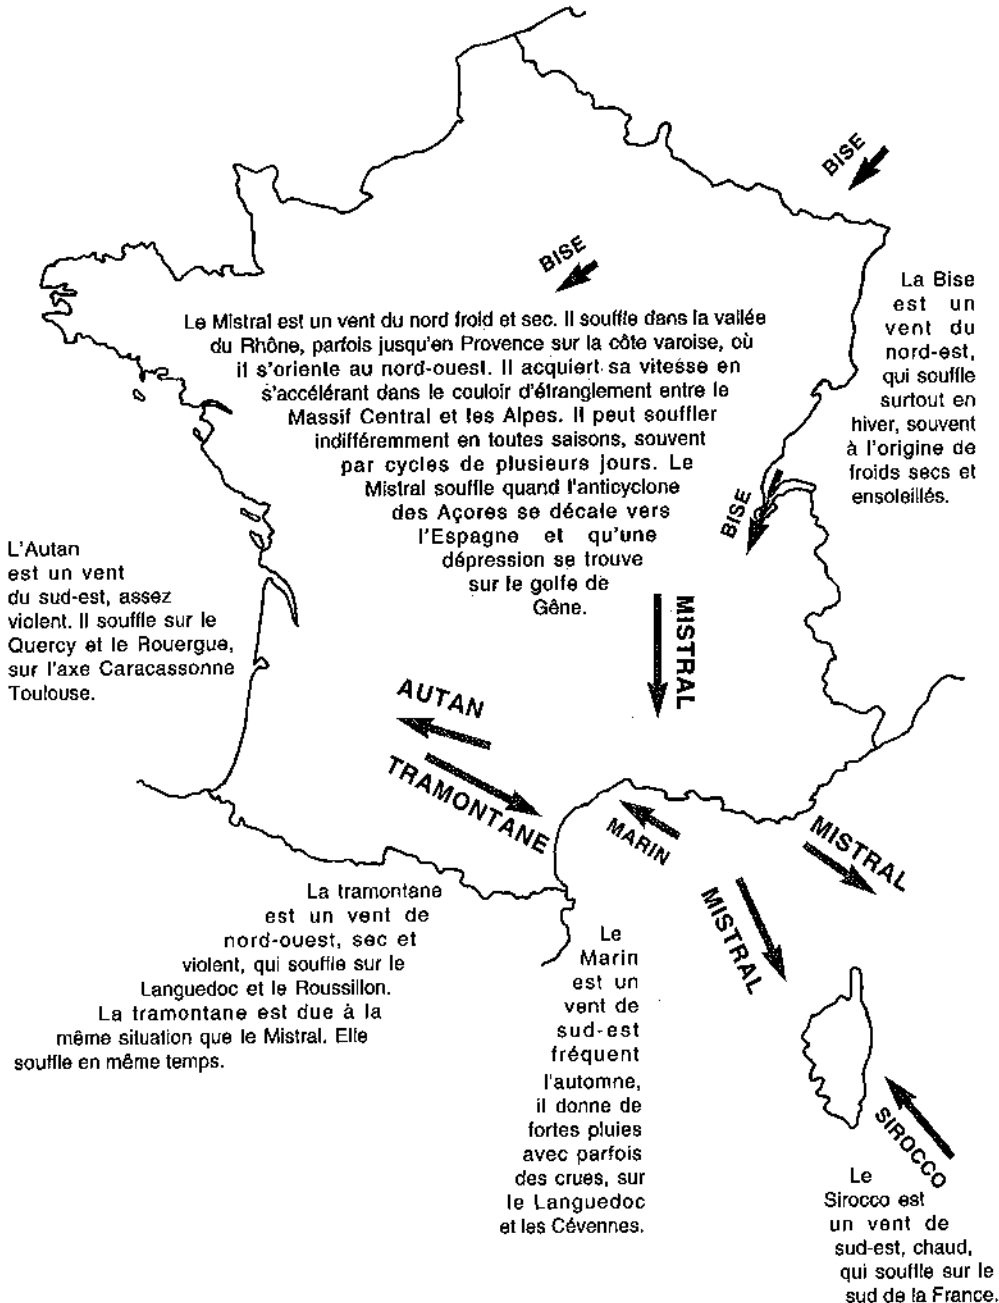 BISE
BISE
Le Mistral est un vent du nord froid et sec. Il souffle dans la vallée
du Rhône, parfois jusqu'en Provence sur la côte varoise, où
il s'oriente au nord-ouest. Il acquiert sa vitesse en
s'accélérant dans le couloir d'étranglement entre le
Massif Central et les Alpes. Il peut souffler
indifféremment en toutes saisons, souvent
par cycles de plusieurs jours. Le
Mistral souffle quand l'anticyclone
des Açores se décale vers
l'Espagne et qu'une
dépression se trouve
sur le golfe de
Gêne.
La Bise
est un
vent du
nord-est,
qui souffle
surtout en
hiver, souvent
à l'origine de
froids secs et
ensoleillés.
BISE
L'Autan
est un vent
du sud-est, assez
violent. Il souffle sur le
Quercy et le Rouergue,
sur l'axe Caracassonne
Toulouse.
MISTRAL
AUTAN
TRAMONTANE
MARIN
MISTRAL
MISTRAL
La tramontane
est un vent de
nord-ouest, sec et
violent, qui souffle sur le
Languedoc et le Roussillon.
La tramontane est due à la
même situation que le Mistral. Elle
souffle en même temps.
Le
Marin
est un
vent de
sud-est
fréquent
l'automne,
il donne de
fortes pluies
avec parfois
des crues, sur
le Languedoc
et les Cévennes.
SIROCCO
Le
Sirocco est
un vent de
sud-est, chaud,
qui souffle sur le
sud de la France.